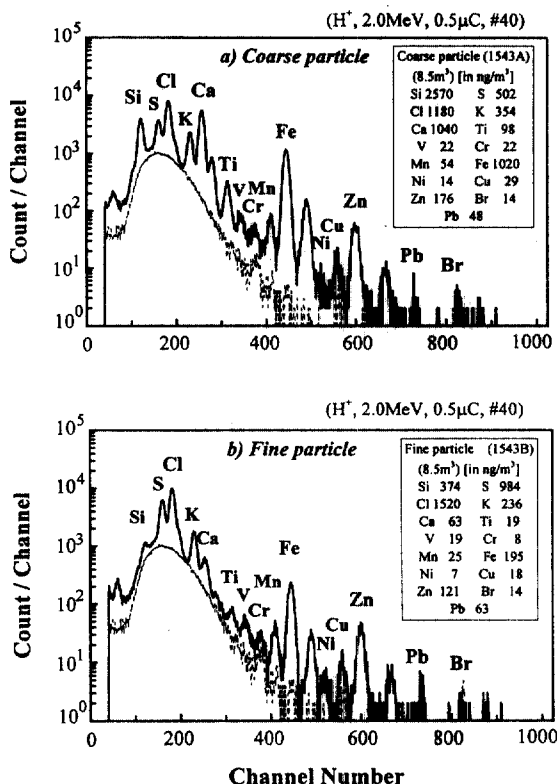 (H⁺, 2.0MeV, 0.5μC, #40)
a) Coarse particle
Coarse particle (1543A)
(8.5m³) [in ng/m³]
Si 2570 S 502
Cl 1180 K 354
Ca 1040 Ti 98
V 22 Cr 22
Mn 54 Fe 1020
Ni 14 Cu 29
Zn 176 Br 14
Pb 48
Si
S
Cl
K
Ca
Ti
V
Cr
Mn
Fe
Ni
Cu
Zn
Pb
Br
Count / Channel
10⁵
10⁴
10³
10²
10¹
10⁰
0 200 400 600 800 1000
(H⁺, 2.0MeV, 0.5μC, #40)
b) Fine particle
Fine particle (1543B)
(8.5m³) [in ng/m³]
Si 374 S 984
Cl 1520 K 236
Ca 63 Ti 19
V 19 Cr 8
Mn 25 Fe 195
Ni 7 Cu 18
Zn 121 Br 14
Pb 63
Si
S
Cl
K
Ca
Ti
V
Cr
Mn
Fe
Ni
Cu
Zn
Pb
Br
Count / Channel
10⁵
10⁴
10³
10²
10¹
10⁰
0 200 400 600 800 1000
Channel Number